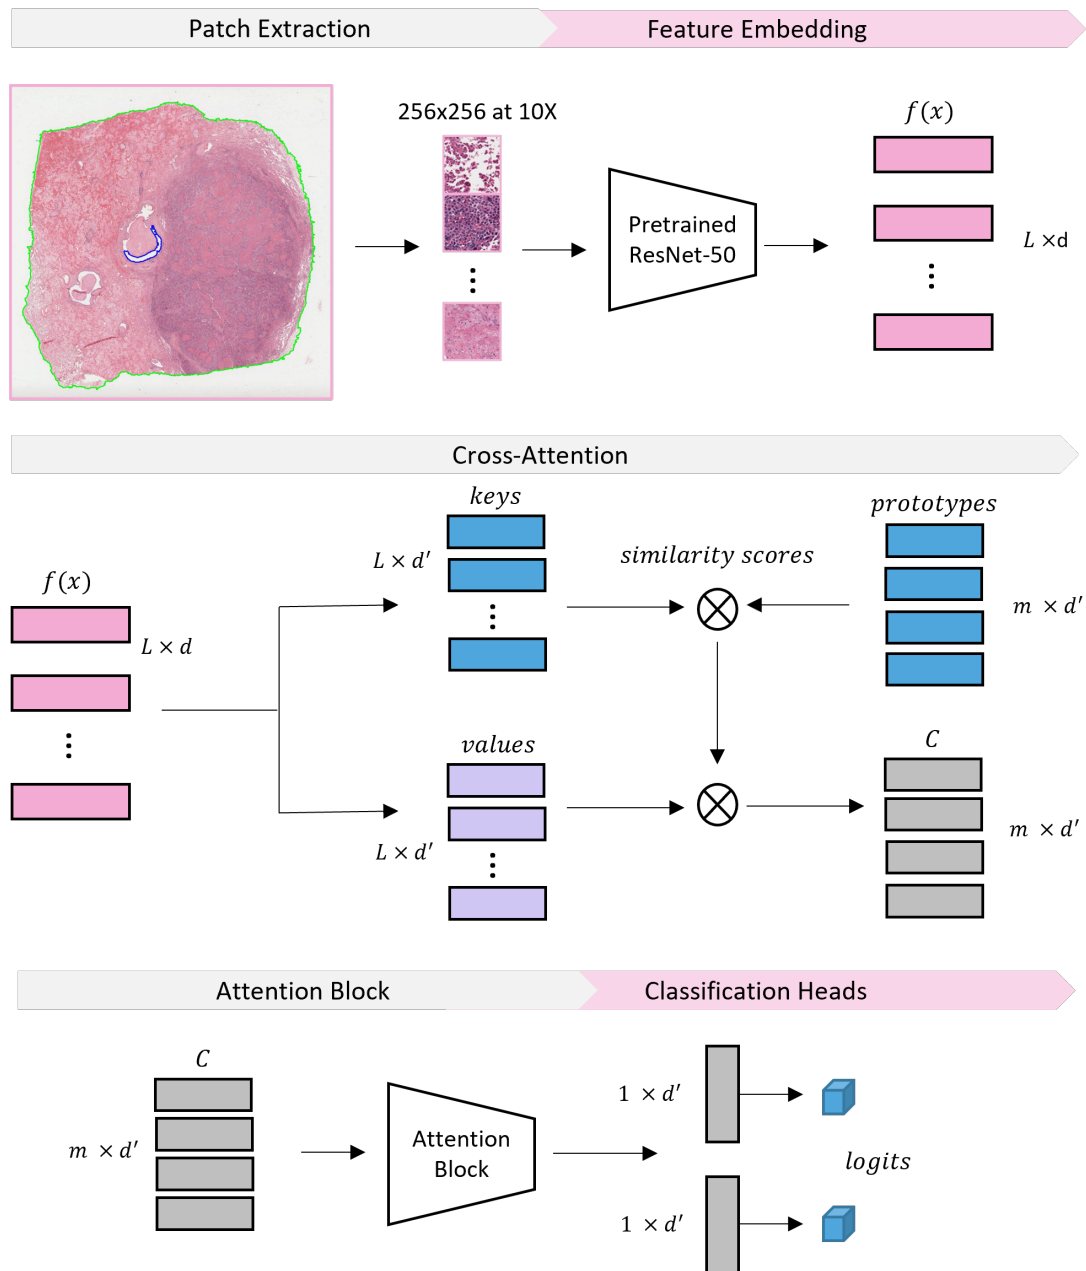 Patch Extraction
Feature Embedding
256x256 at 10X
f(x)
Pretrained
ResNet-50
L ×d
Cross-Attention
keys
prototypes
L × d′
similarity scores
f(x)
m × d′
L × d
values
C
L × d′
m × d′
Attention Block
Classification Heads
C
1 × d′
m × d′
Attention
Block
logits
1 × d′